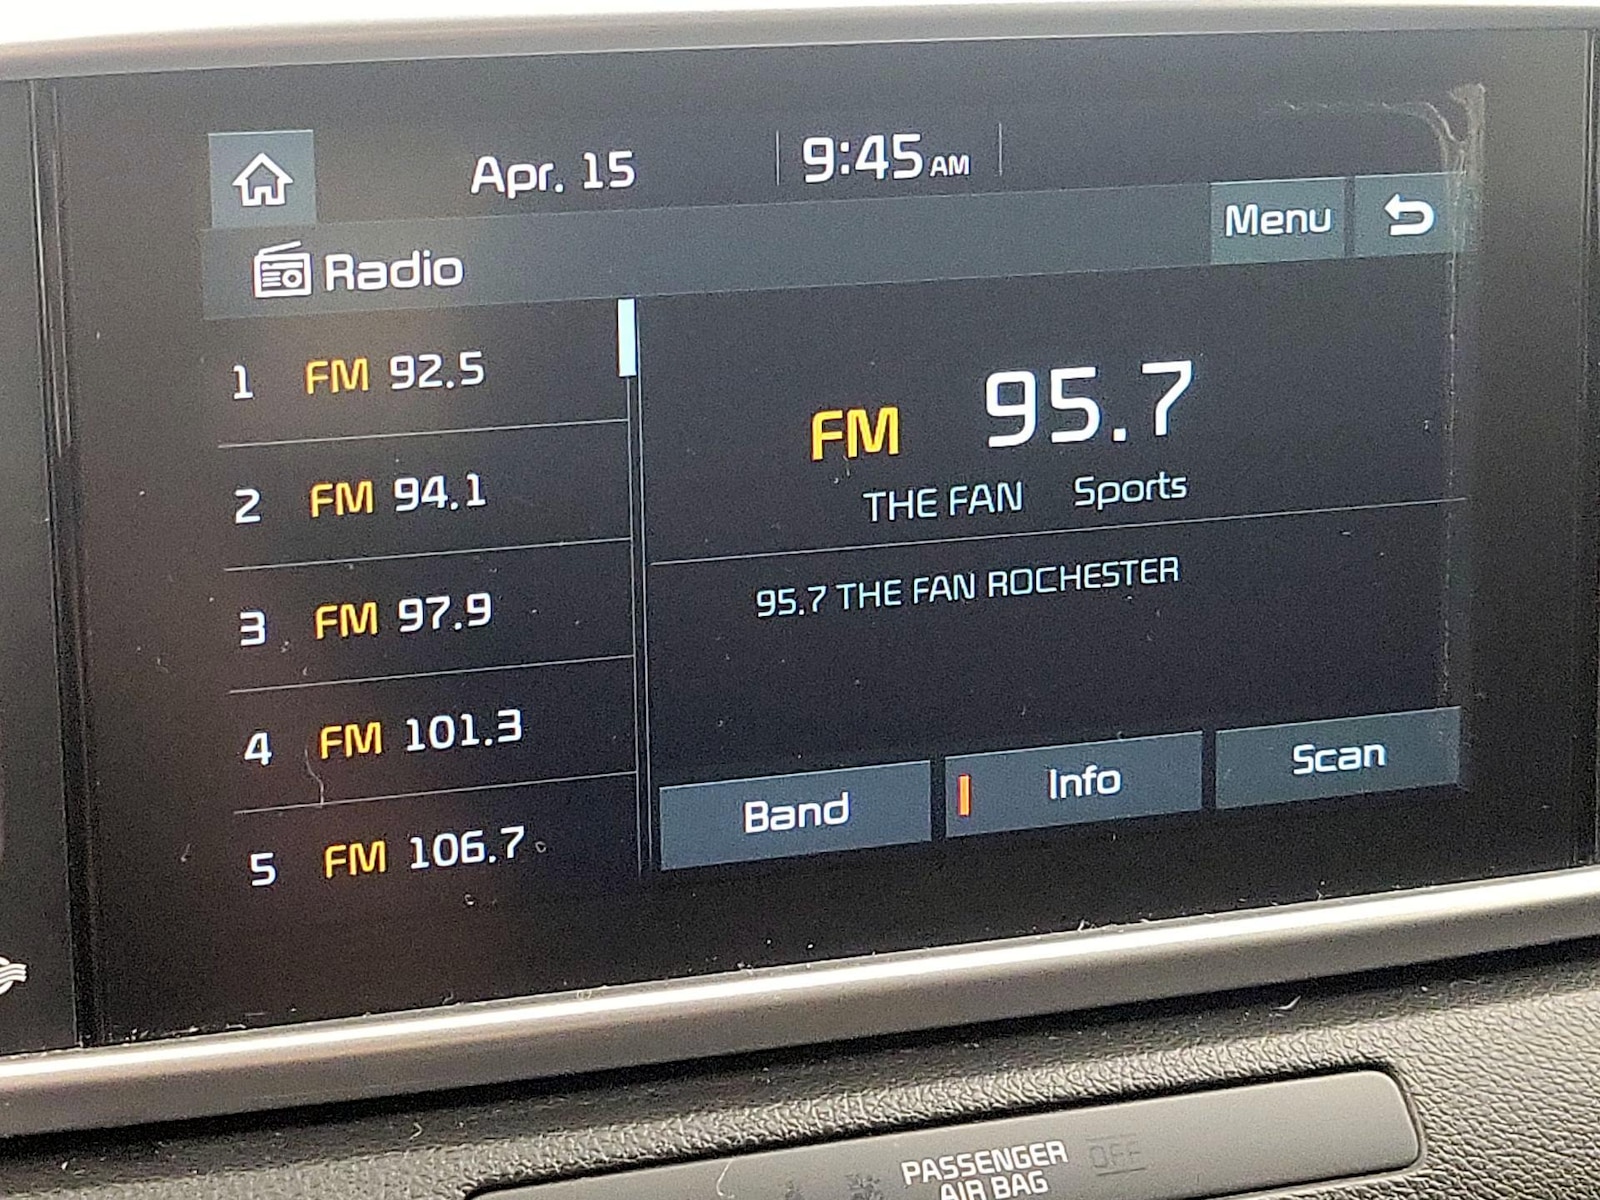 Apr. 15 9:45 AM
Menu
Radio
1 FM 92.5
2 FM 94.1
3 FM 97.9
4 FM 101.3
5 FM 106.7
FM 95.7
THE FAN Sports
95.7 THE FAN ROCHESTER
Band Info Scan
PASSENGER OFF
AIR BAG